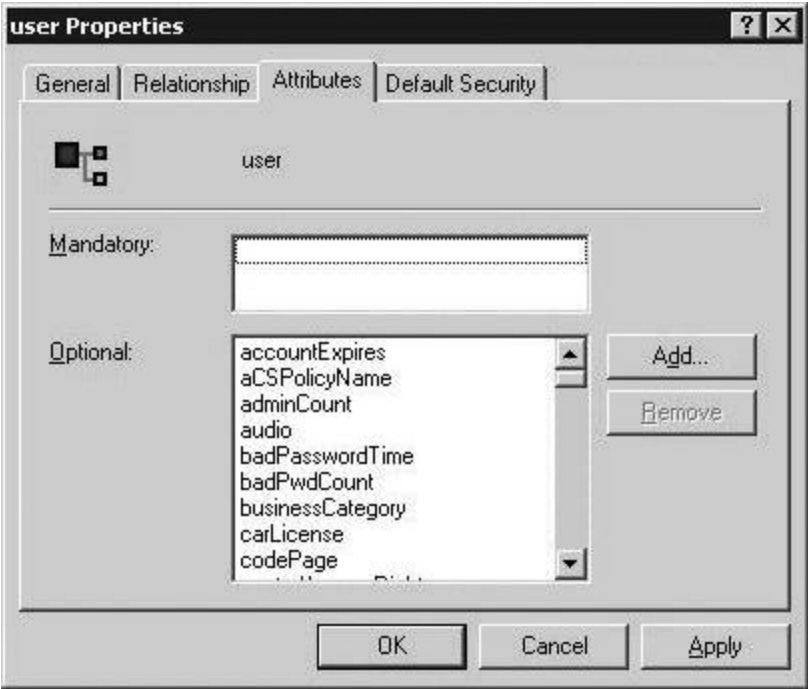 user Properties
General Relationship Attributes Default Security
user
Mandatory:
Optional:
accountExpires
aCSPolicyName
adminCount
audio
badPasswordTime
badPwdCount
businessCategory
carLicense
codePage
Add...
Remove
OK Cancel Apply